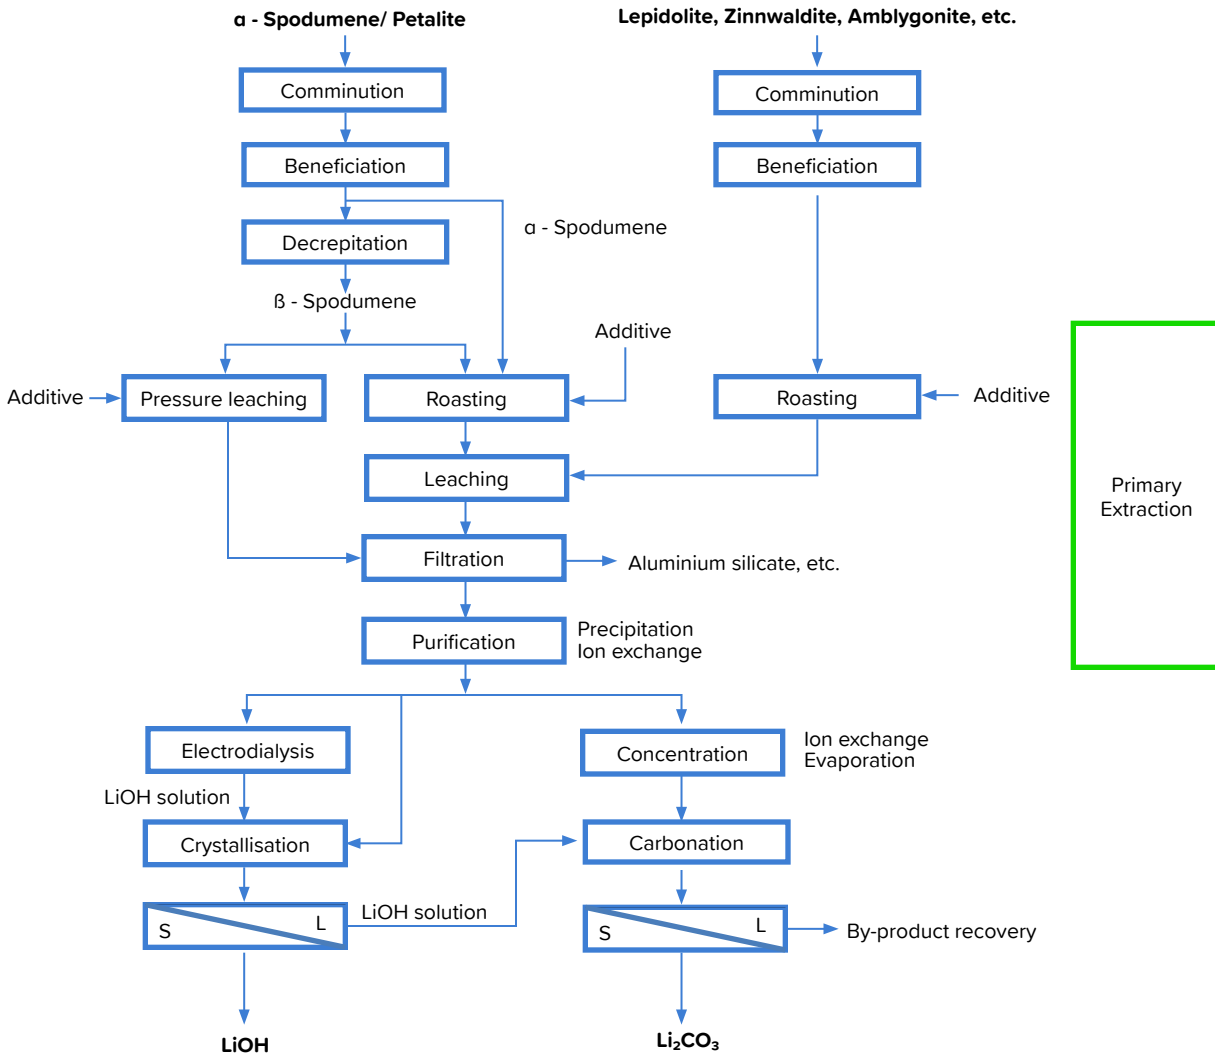 α - Spodumene/ Petalite
Lepidolite, Zinnwaldite, Amblygonite, etc.
Comminution
Comminution
Beneficiation
Beneficiation
α - Spodumene
Decrepitation
ß - Spodumene
Additive
Additive
Pressure leaching
Roasting
Roasting
Additive
Leaching
Primary
Extraction
Filtration
Aluminium silicate, etc.
Purification
Precipitation
Ion exchange
Electrodialysis
Concentration
Ion exchange
Evaporation
LiOH solution
Crystallisation
Carbonation
S
L
LiOH solution
S
L
By-product recovery
LiOH
Li₂CO₃